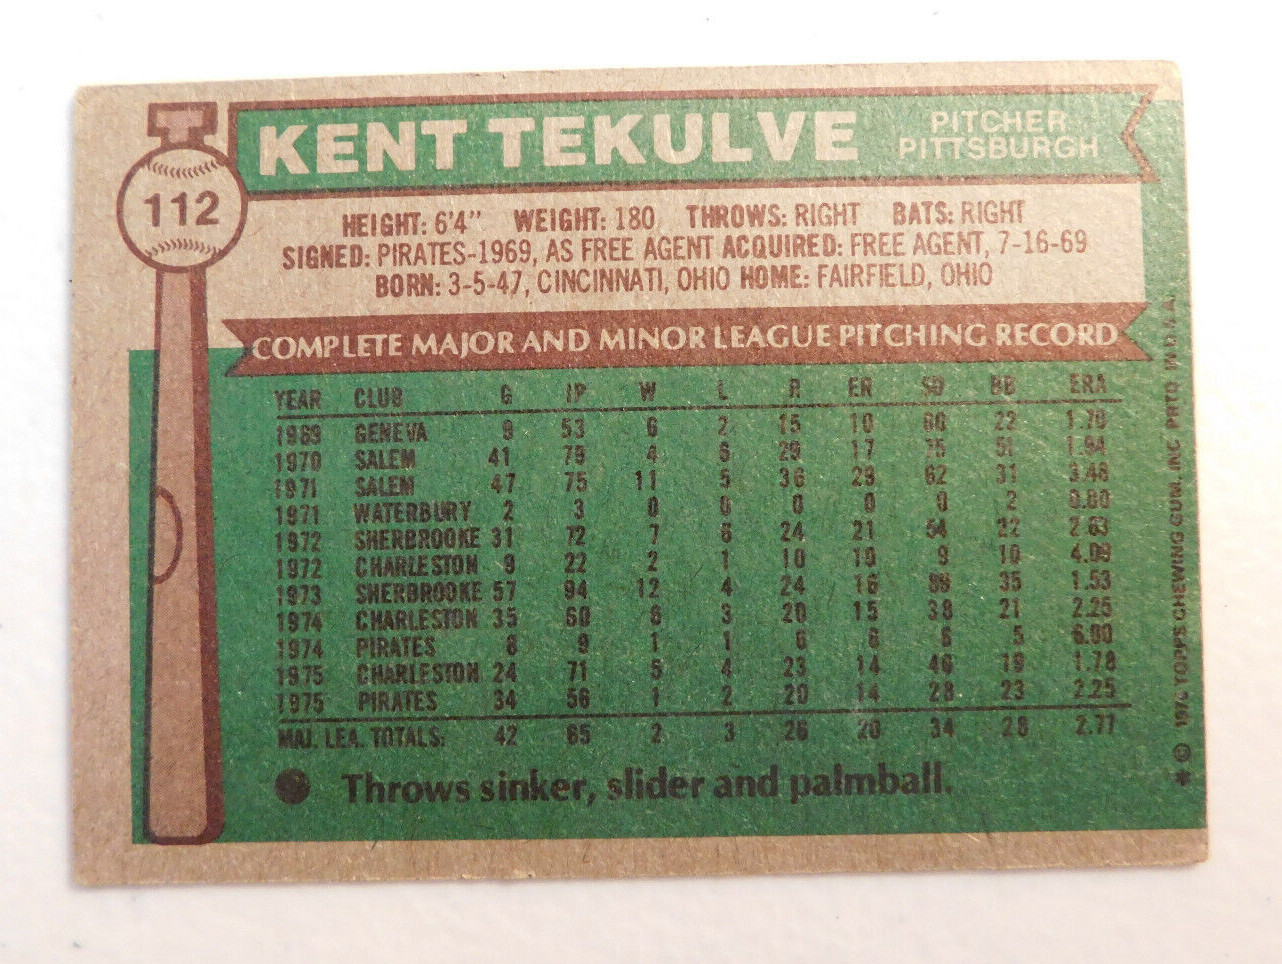 KENT TEKULVE
PITCHER
PITTSBURGH
112
HEIGHT: 6'4" WEIGHT: 180 THROWS: RIGHT BATS: RIGHT
SIGNED: PIRATES-1969, AS FREE AGENT ACQUIRED: FREE AGENT, 7-16-69
BORN: 3-5-47, CINCINNATI, OHIO HOME: FAIRFIELD, OHIO
COMPLETE MAJOR AND MINOR LEAGUE PITCHING RECORD
YEAR CLUB G IP W L R ER SO BB ERA
1969 GENEVA 9 53 6 2 15 10 60 22 1.70
1970 SALEM 41 79 4 6 29 17 75 51 1.94
1971 SALEM 47 75 11 5 36 29 62 31 3.48
1971 WATERBURY 2 3 0 0 0 0 0 2 0.00
1972 SHERBROOKE 31 72 7 6 24 21 54 22 2.63
1972 CHARLESTON 9 22 2 1 10 10 9 10 4.09
1973 SHERBROOKE 57 94 12 4 24 16 35 1.53
1974 CHARLESTON 35 60 6 3 20 15 38 21 2.25
1974 PIRATES 8 9 1 1 6 6 6 5 6.00
1975 CHARLESTON 24 71 5 4 23 14 46 19 1.78
1975 PIRATES 34 56 1 2 20 14 28 23 2.25
MAJ. LEA. TOTALS: 42 65 2 3 26 20 34 28 2.77
Throws sinker, slider and palmball.
* © 1976 TOPPS CHEWING GUM, INC PRTD IN U.S.A.